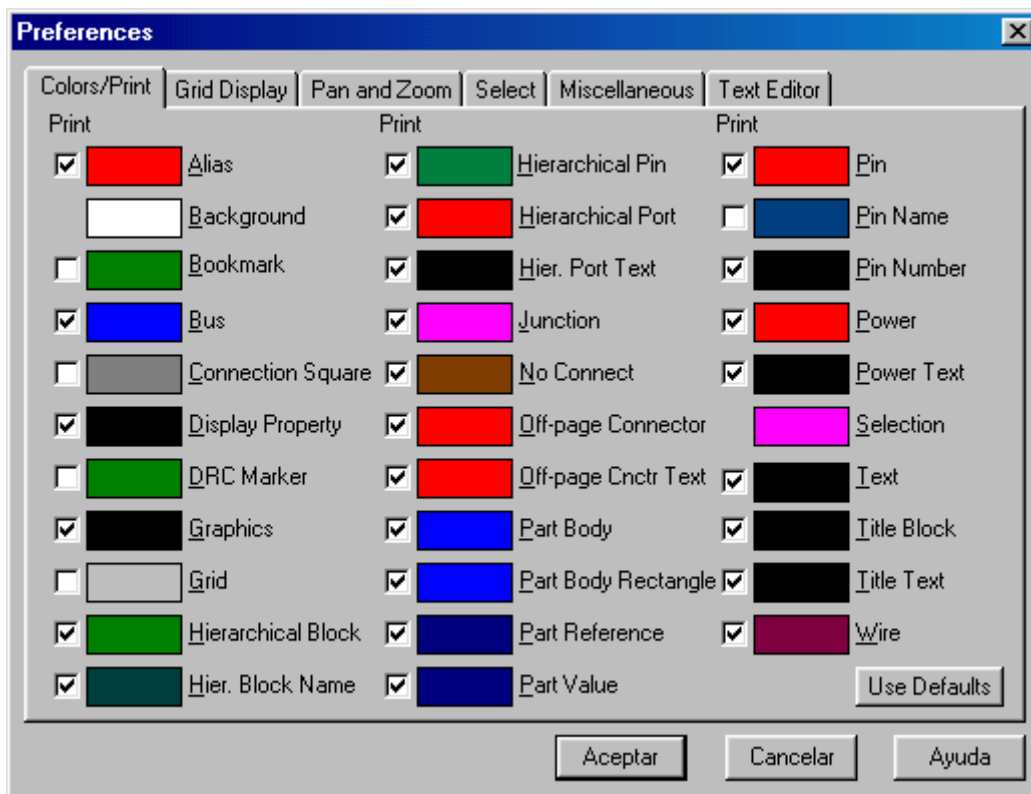 Preferences
Colors/Print Grid Display Pan and Zoom Select Miscellaneous Text Editor
Print Print Print
Alias Hierarchical Pin Pin
Background Hierarchical Port Pin Name
Bookmark Hier. Port Text Pin Number
Bus Junction Power
Connection Square No Connect Power Text
Display Property Off-page Connector Selection
DRC Marker Off-page Cnctr Text Text
Graphics Part Body Title Block
Grid Part Body Rectangle Title Text
Hierarchical Block Part Reference Wire
Hier. Block Name Part Value Use Defaults
Aceptar Cancelar Ayuda